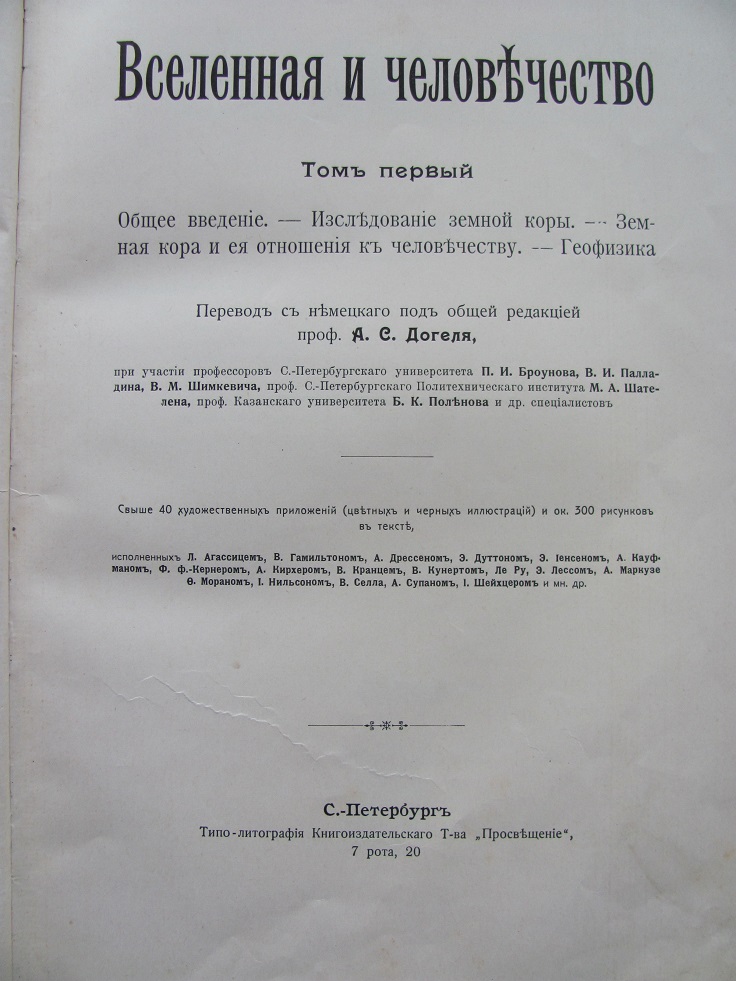 Вселенная и человѣчество
Томъ первый
Общее введеніе. — Изслѣдованіе земной коры. — Зем-
ная кора и ея отношенія къ человѣчеству. — Геофизика
Переводъ съ нѣмецкаго подъ общей редакціей
проф. А. С. Догеля,
при участіи профессоровъ С.-Петербургскаго университета П. И. Броунова, В. И. Палла-
дина, В. М. Шимкевича, проф. С.-Петербургскаго Политехническаго института М. А. Шате-
лена, проф. Казанскаго университета Б. К. Полѣнова и др. спеціалистовъ
Свыше 40 художественныхъ приложеній (цвѣтныхъ и черныхъ иллюстрацій) и ок. 300 рисунковъ
въ текстѣ,
исполненныхъ Л. Агассицемъ, В. Гамильтономъ, А. Дрессеномъ, Э. Дуттономъ, Э. Іенсеномъ, А. Кауф-
маномъ, Ф. ф.-Кернеромъ, А. Кирхеромъ, В. Кранцемъ, В. Кунертомъ, Ле Ру, Э. Лессомъ, А. Маркузе
Ѳ. Мораномъ, І. Нильсономъ, В. Селла, А. Супаномъ, І. Шейхцеромъ и мн. др.
С.-Петербургъ
Типо-литографія Книгоиздательскаго Т-ва „Просвѣщеніе“,
7 рота, 20